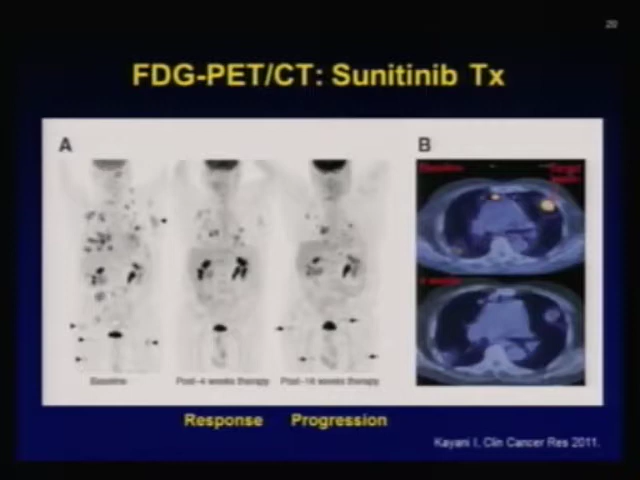 20
FDG-PET/CT: Sunitinib Tx
A
B
Baseline
Post-4 weeks therapy
Post-16 weeks therapy
Response
Progression
Kayani I, Clin Cancer Res 2011.